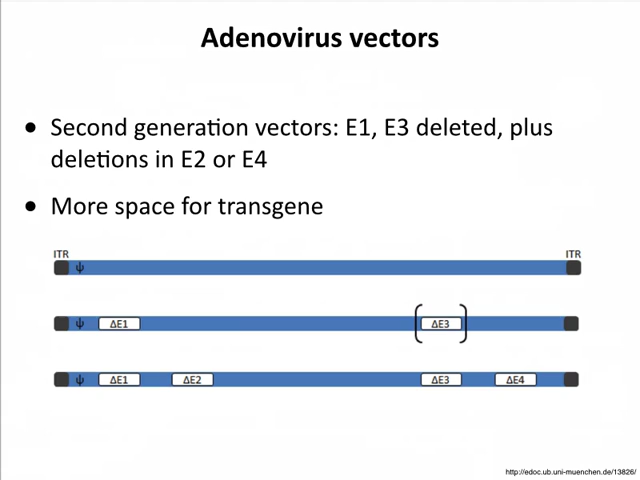 Adenovirus vectors
● Second generation vectors: E1, E3 deleted, plus
deletions in E2 or E4
● More space for transgene
ITR ITR
ψ
ψ ΔE1 ΔE3
ψ ΔE1 ΔE2 ΔE3 ΔE4
http://edoc.ub.uni-muenchen.de/13826/